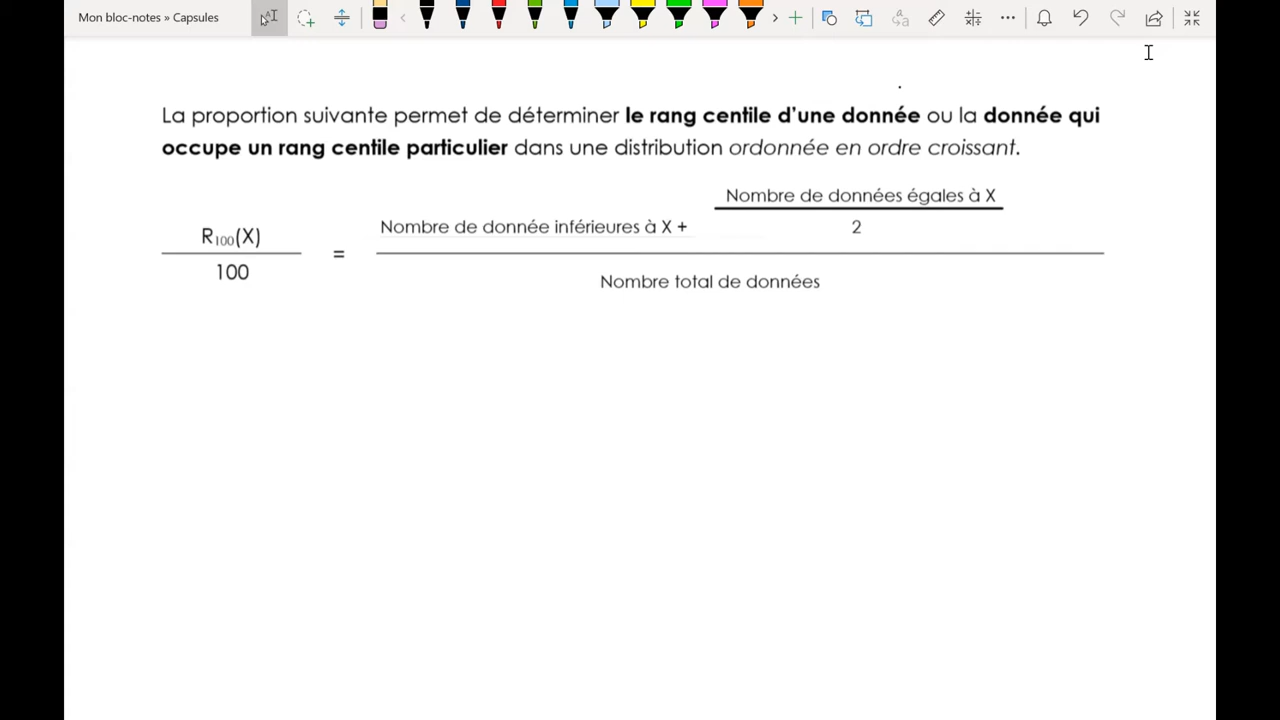 Mon bloc-notes » Capsules
La proportion suivante permet de déterminer le rang centile d'une donnée ou la donnée qui
occupe un rang centile particulier dans une distribution ordonnée en ordre croissant.
R₁₀₀(X)
100
=
Nombre de donnée inférieures à X +
Nombre de données égales à X
2
Nombre total de données